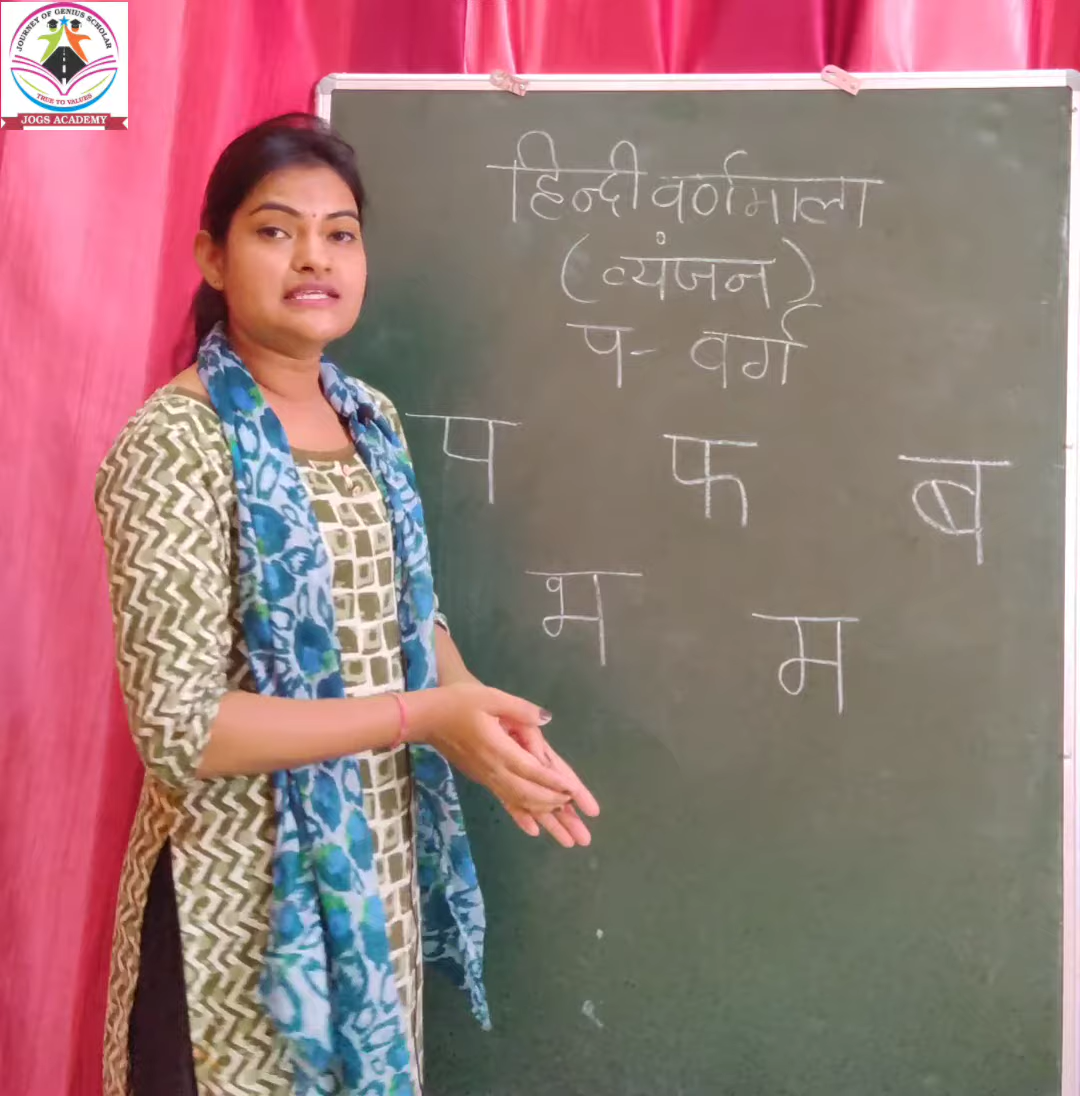 JOURNEY OF GENIUS SCHOLAR
TRUE TO VALUES
JOGS ACADEMY
हिन्दी वर्णमाला
(व्यंजन)
प- वर्ग
प फ ब
भ म